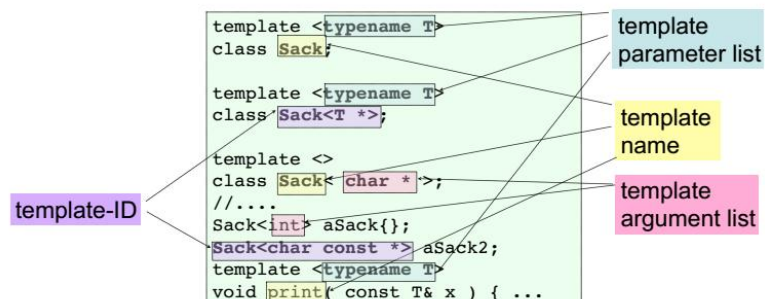 template <typename T>
class Sack;
template <typename T>
class Sack<T *>;
template <>
class Sack< char * >;
//....
Sack<int> aSack{};
Sack<char const *> aSack2;
template <typename T>
void print( const T& x ) { ...
template-ID
template
parameter list
template
name
template
argument list